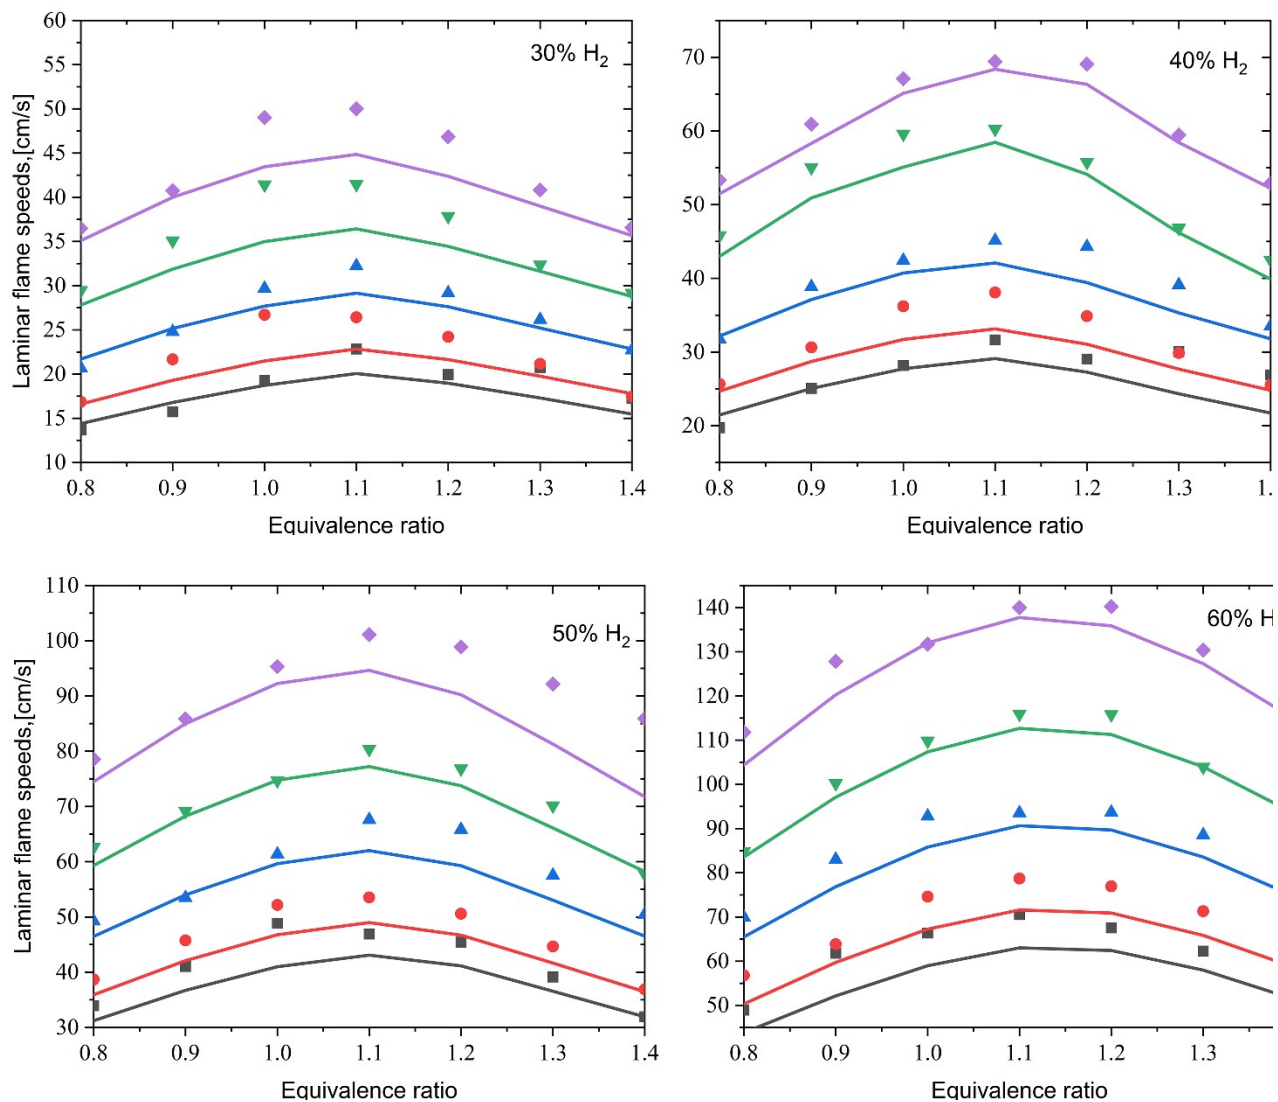 60
55
50
45
40
35
30
25
20
15
10
Laminar flame speeds,[cm/s]
30% H2
0.8 0.9 1.0 1.1 1.2 1.3 1.4
Equivalence ratio
70
60
50
40
30
20
40% H2
0.8 0.9 1.0 1.1 1.2 1.3 1.
Equivalence ratio
110
100
90
80
70
60
50
40
30
Laminar flame speeds,[cm/s]
50% H2
0.8 0.9 1.0 1.1 1.2 1.3 1.4
Equivalence ratio
140
130
120
110
100
90
80
70
60
50
60% H
0.8 0.9 1.0 1.1 1.2 1.3
Equivalence ratio